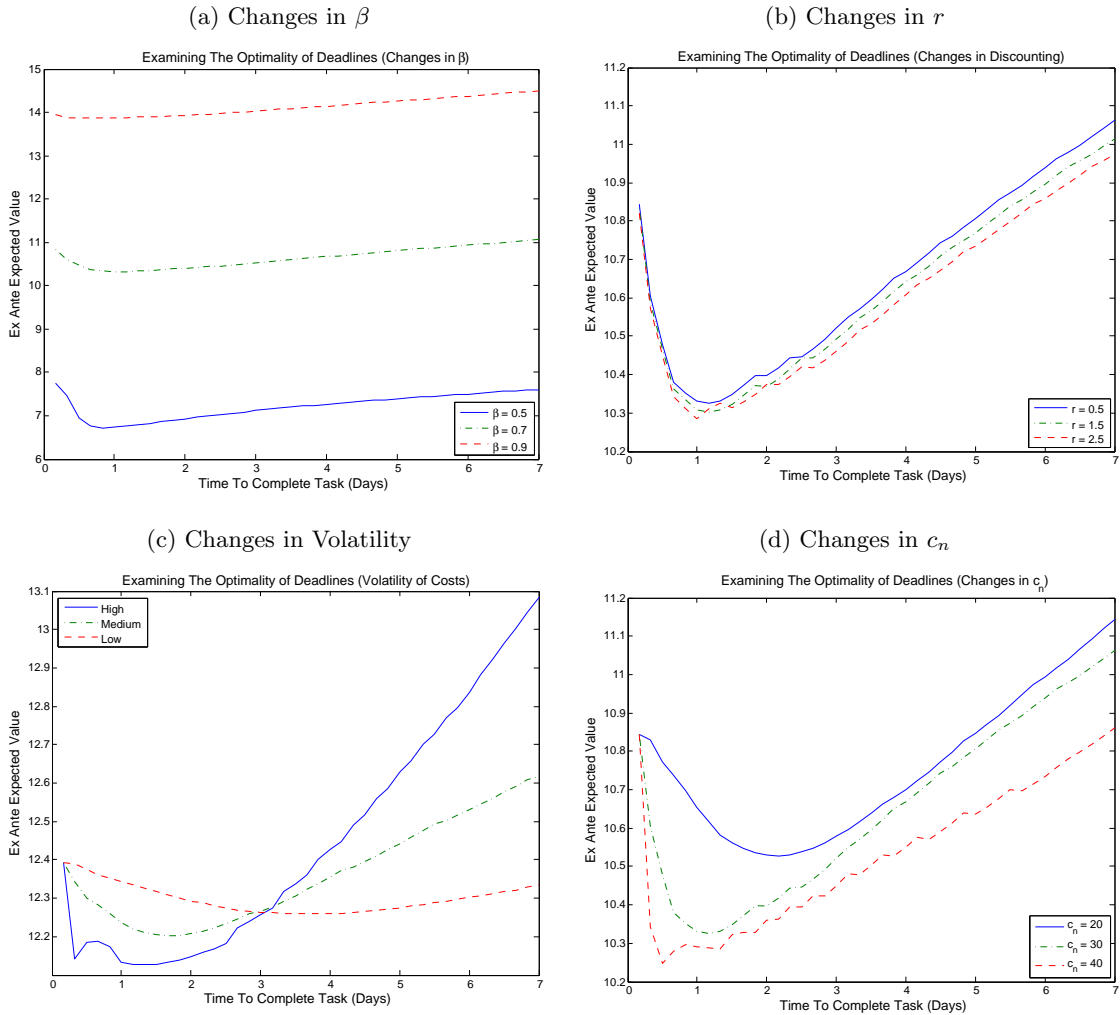 (a) Changes in β
Examining The Optimality of Deadlines (Changes in β)
15
14
13
12
11
10
9
8
7
6
0
1
2
3
4
5
6
7
Ex Ante Expected Value
Time To Complete Task (Days)
β = 0.5
β = 0.7
β = 0.9
(b) Changes in r
Examining The Optimality of Deadlines (Changes in Discounting)
11.2
11.1
11
10.9
10.8
10.7
10.6
10.5
10.4
10.3
10.2
0
1
2
3
4
5
6
7
Ex Ante Expected Value
Time To Complete Task (Days)
r = 0.5
r = 1.5
r = 2.5
(c) Changes in Volatility
Examining The Optimality of Deadlines (Volatility of Costs)
13.1
13
12.9
12.8
12.7
12.6
12.5
12.4
12.3
12.2
0
1
2
3
4
5
6
7
Ex Ante Expected Value
Time To Complete Task (Days)
High
Medium
Low
(d) Changes in cₙ
Examining The Optimality of Deadlines (Changes in cₙ)
11.2
11.1
11
10.9
10.8
10.7
10.6
10.5
10.4
10.3
10.2
0
1
2
3
4
5
6
7
Ex Ante Expected Value
Time To Complete Task (Days)
cₙ = 20
cₙ = 30
cₙ = 40